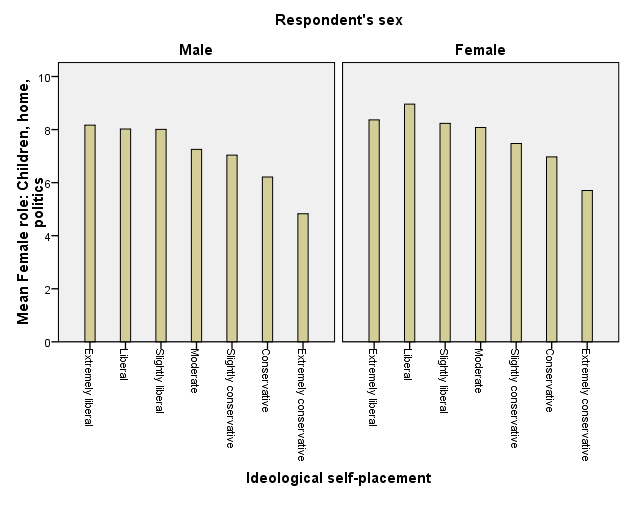 Respondent's sex
Male
Female
Mean Female role: Children, home,
politics
10
8
6
4
2
0
Extremely liberal
Liberal
Slightly liberal
Moderate
Slightly conservative
Conservative
Extremely conservative
Extremely liberal
Liberal
Slightly liberal
Moderate
Slightly conservative
Conservative
Extremely conservative
Ideological self-placement